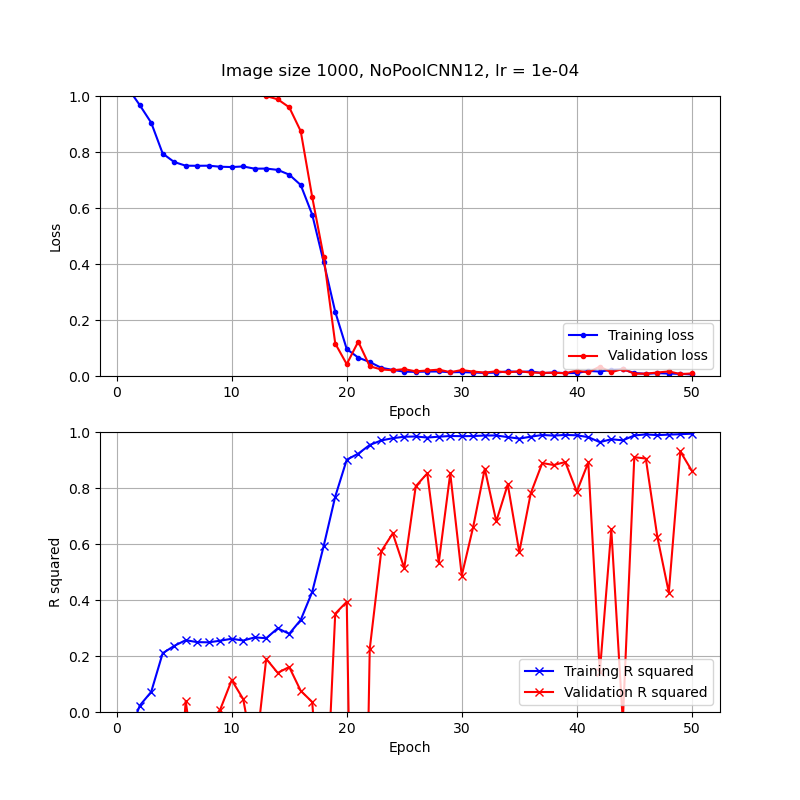 Image size 1000, NoPoolCNN12, lr = 1e-04
1.0
0.8
0.6
0.4
0.2
0.0
Loss
Training loss
Validation loss
0 10 20 30 40 50
Epoch
1.0
0.8
0.6
0.4
0.2
0.0
R squared
Training R squared
Validation R squared
0 10 20 30 40 50
Epoch